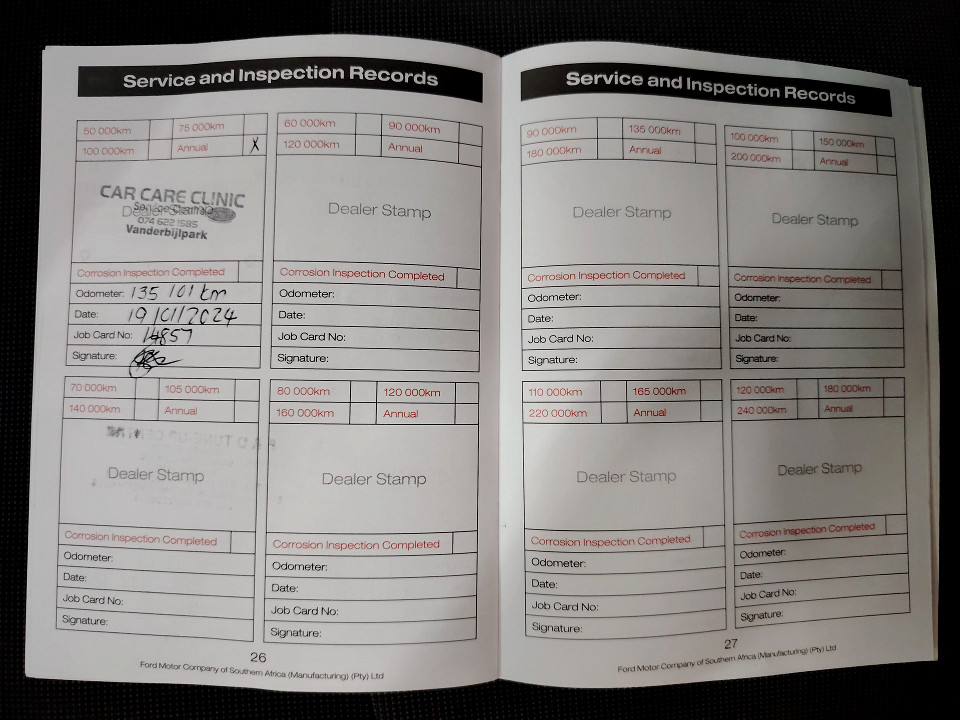 Service and Inspection Records
50 000km 75 000km
100 000km Annual X
CAR CARE CLINIC
Dealer Stamp
074 622 1585
Vanderbijlpark
Corrosion Inspection Completed
Odometer: 135 101 km
Date: 19/01/2024
Job Card No: 14857
Signature:
60 000km 90 000km
120 000km Annual
Dealer Stamp
Corrosion Inspection Completed
Odometer:
Date:
Job Card No:
Signature:
70 000km 105 000km
140 000km Annual
Dealer Stamp
Corrosion Inspection Completed
Odometer:
Date:
Job Card No:
Signature:
80 000km 120 000km
160 000km Annual
Dealer Stamp
Corrosion Inspection Completed
Odometer:
Date:
Job Card No:
Signature:
26
Ford Motor Company of Southern Africa (Manufacturing) (Pty) Ltd
Service and Inspection Records
90 000km 135 000km
180 000km Annual
Dealer Stamp
Corrosion Inspection Completed
Odometer:
Date:
Job Card No:
Signature:
100 000km 150 000km
200 000km Annual
Dealer Stamp
Corrosion Inspection Completed
Odometer:
Date:
Job Card No:
Signature:
110 000km 165 000km
220 000km Annual
Dealer Stamp
Corrosion Inspection Completed
Odometer:
Date:
Job Card No:
Signature:
120 000km 180 000km
240 000km Annual
Dealer Stamp
Corrosion Inspection Completed
Odometer:
Date:
Job Card No:
Signature:
27
Ford Motor Company of Southern Africa (Manufacturing) (Pty) Ltd